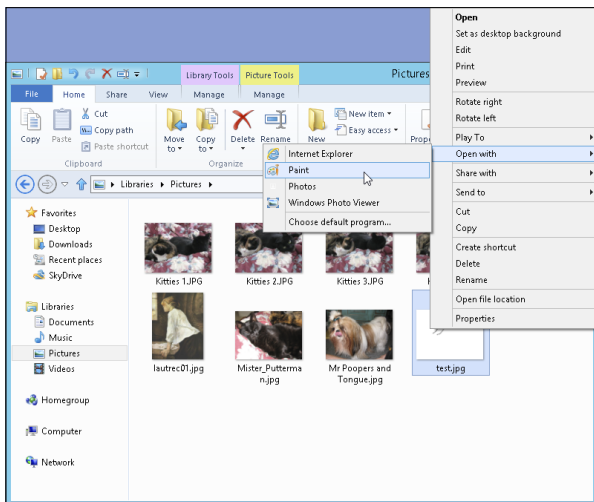 Library Tools
Picture Tools
Pictures
File
Home
Share
View
Manage
Manage
Copy
Paste
Cut
Copy path
Paste shortcut
Clipboard
Move to
Copy to
Delete
Rename
Organize
New
New item
Easy access
Libraries
Pictures
Favorites
Desktop
Downloads
Recent places
SkyDrive
Libraries
Documents
Music
Pictures
Videos
Homegroup
Computer
Network
Kitties 1.JPG
Kitties 2.JPG
Kitties 3.JPG
lautrec01.jpg
Mister_Putterma
n.jpg
Mr Poopers and
Tongue.jpg
test.jpg
Internet Explorer
Paint
Photos
Windows Photo Viewer
Choose default program...
Open
Set as desktop background
Edit
Print
Preview
Rotate right
Rotate left
Play To
Open with
Share with
Send to
Cut
Copy
Create shortcut
Delete
Rename
Open file location
Properties